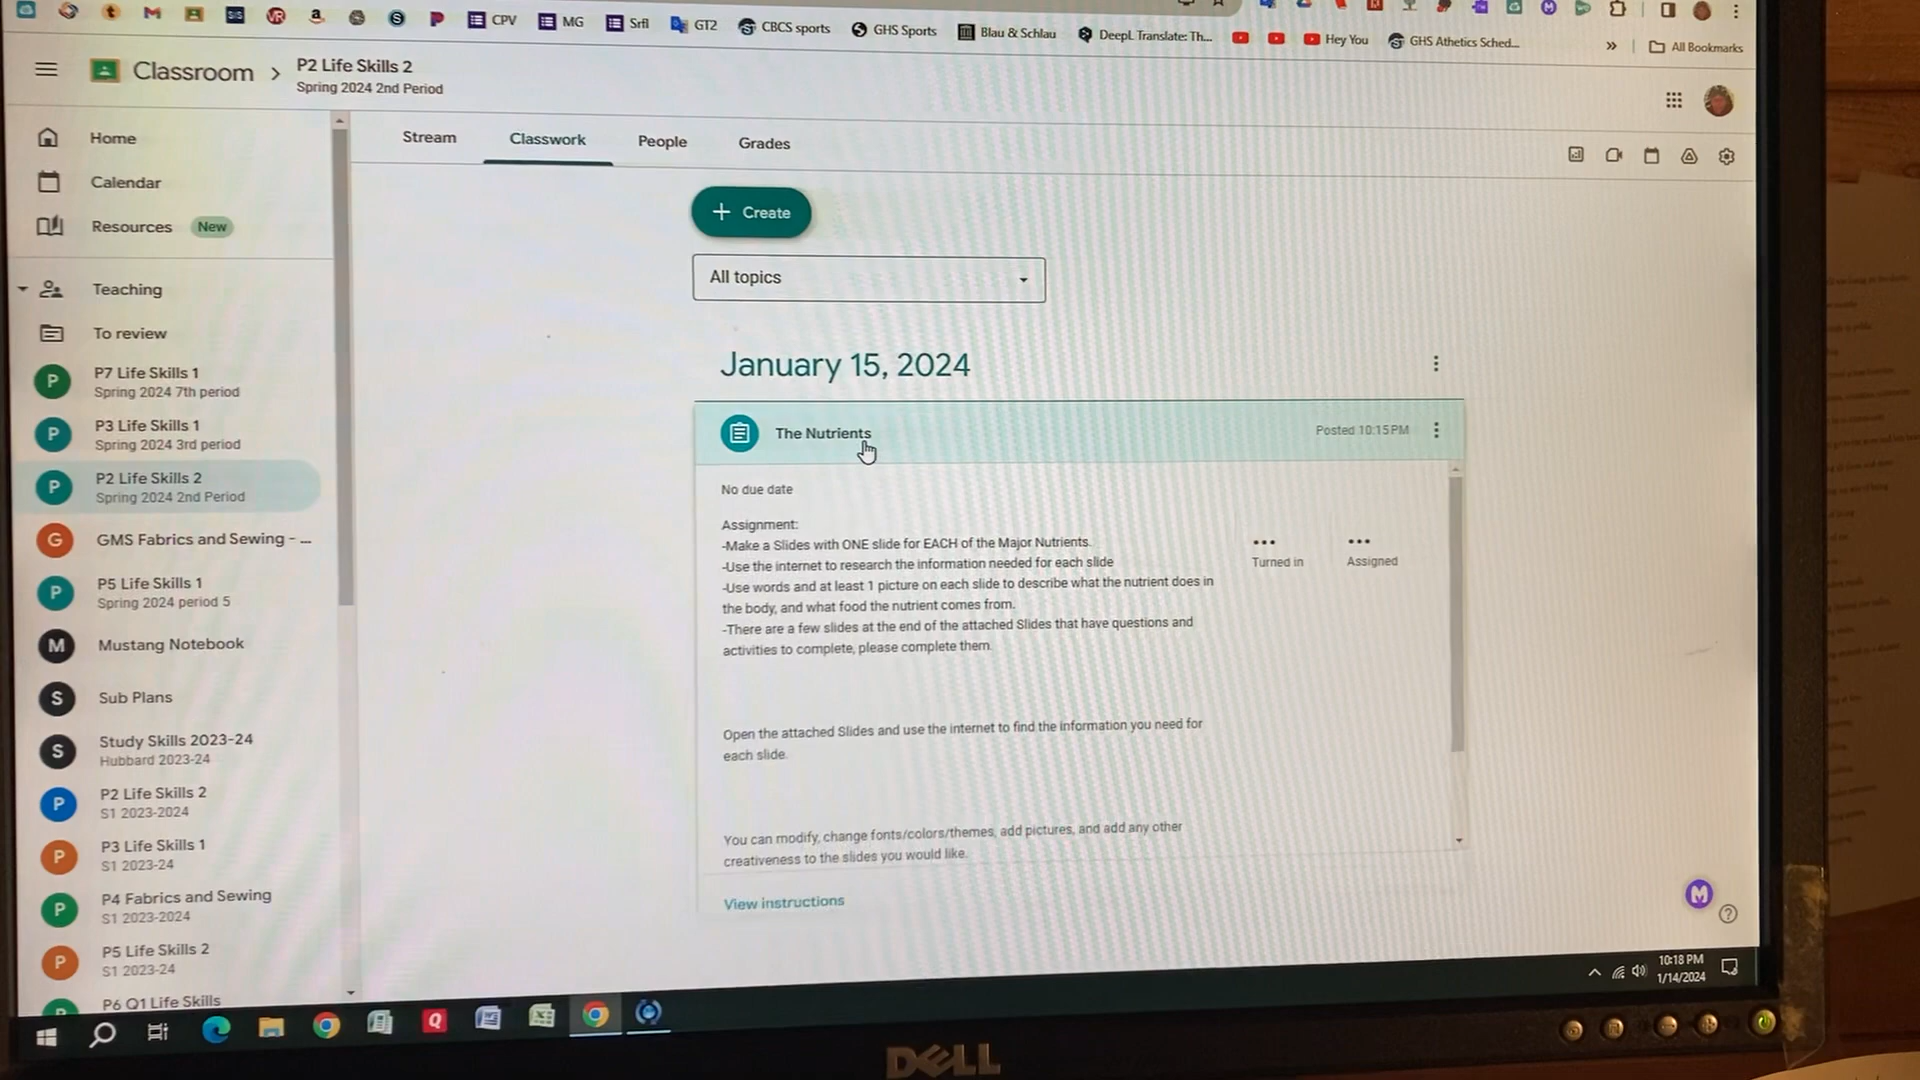 CPV
MG
Srfl
GT2
CBCS sports
GHS Sports
Blau & Schlau
DeepL Translate: Th...
Hey You
GHS Athetics Sched...
All Bookmarks
Classroom > P2 Life Skills 2
Spring 2024 2nd Period
Home
Calendar
Resources New
Teaching
To review
P P7 Life Skills 1
Spring 2024 7th period
P P3 Life Skills 1
Spring 2024 3rd period
P P2 Life Skills 2
Spring 2024 2nd Period
G GMS Fabrics and Sewing - ...
P P5 Life Skills 1
Spring 2024 period 5
M Mustang Notebook
S Sub Plans
S Study Skills 2023-24
Hubbard 2023-24
P P2 Life Skills 2
S1 2023-2024
P P3 Life Skills 1
S1 2023-24
P P4 Fabrics and Sewing
S1 2023-2024
P P5 Life Skills 2
S1 2023-24
P6 Q1 Life Skills
Stream Classwork People Grades
+ Create
All topics
January 15, 2024
The Nutrients Posted 10:15 PM
No due date
Assignment:
-Make a Slides with ONE slide for EACH of the Major Nutrients.
-Use the internet to research the information needed for each slide
-Use words and at least 1 picture on each slide to describe what the nutrient does in
the body, and what food the nutrient comes from.
-There are a few slides at the end of the attached Slides that have questions and
activities to complete, please complete them.
Turned in
Assigned
Open the attached Slides and use the internet to find the information you need for
each slide.
You can modify, change fonts/colors/themes, add pictures, and add any other
creativeness to the slides you would like.
View instructions
10:18 PM
1/14/2024
DELL